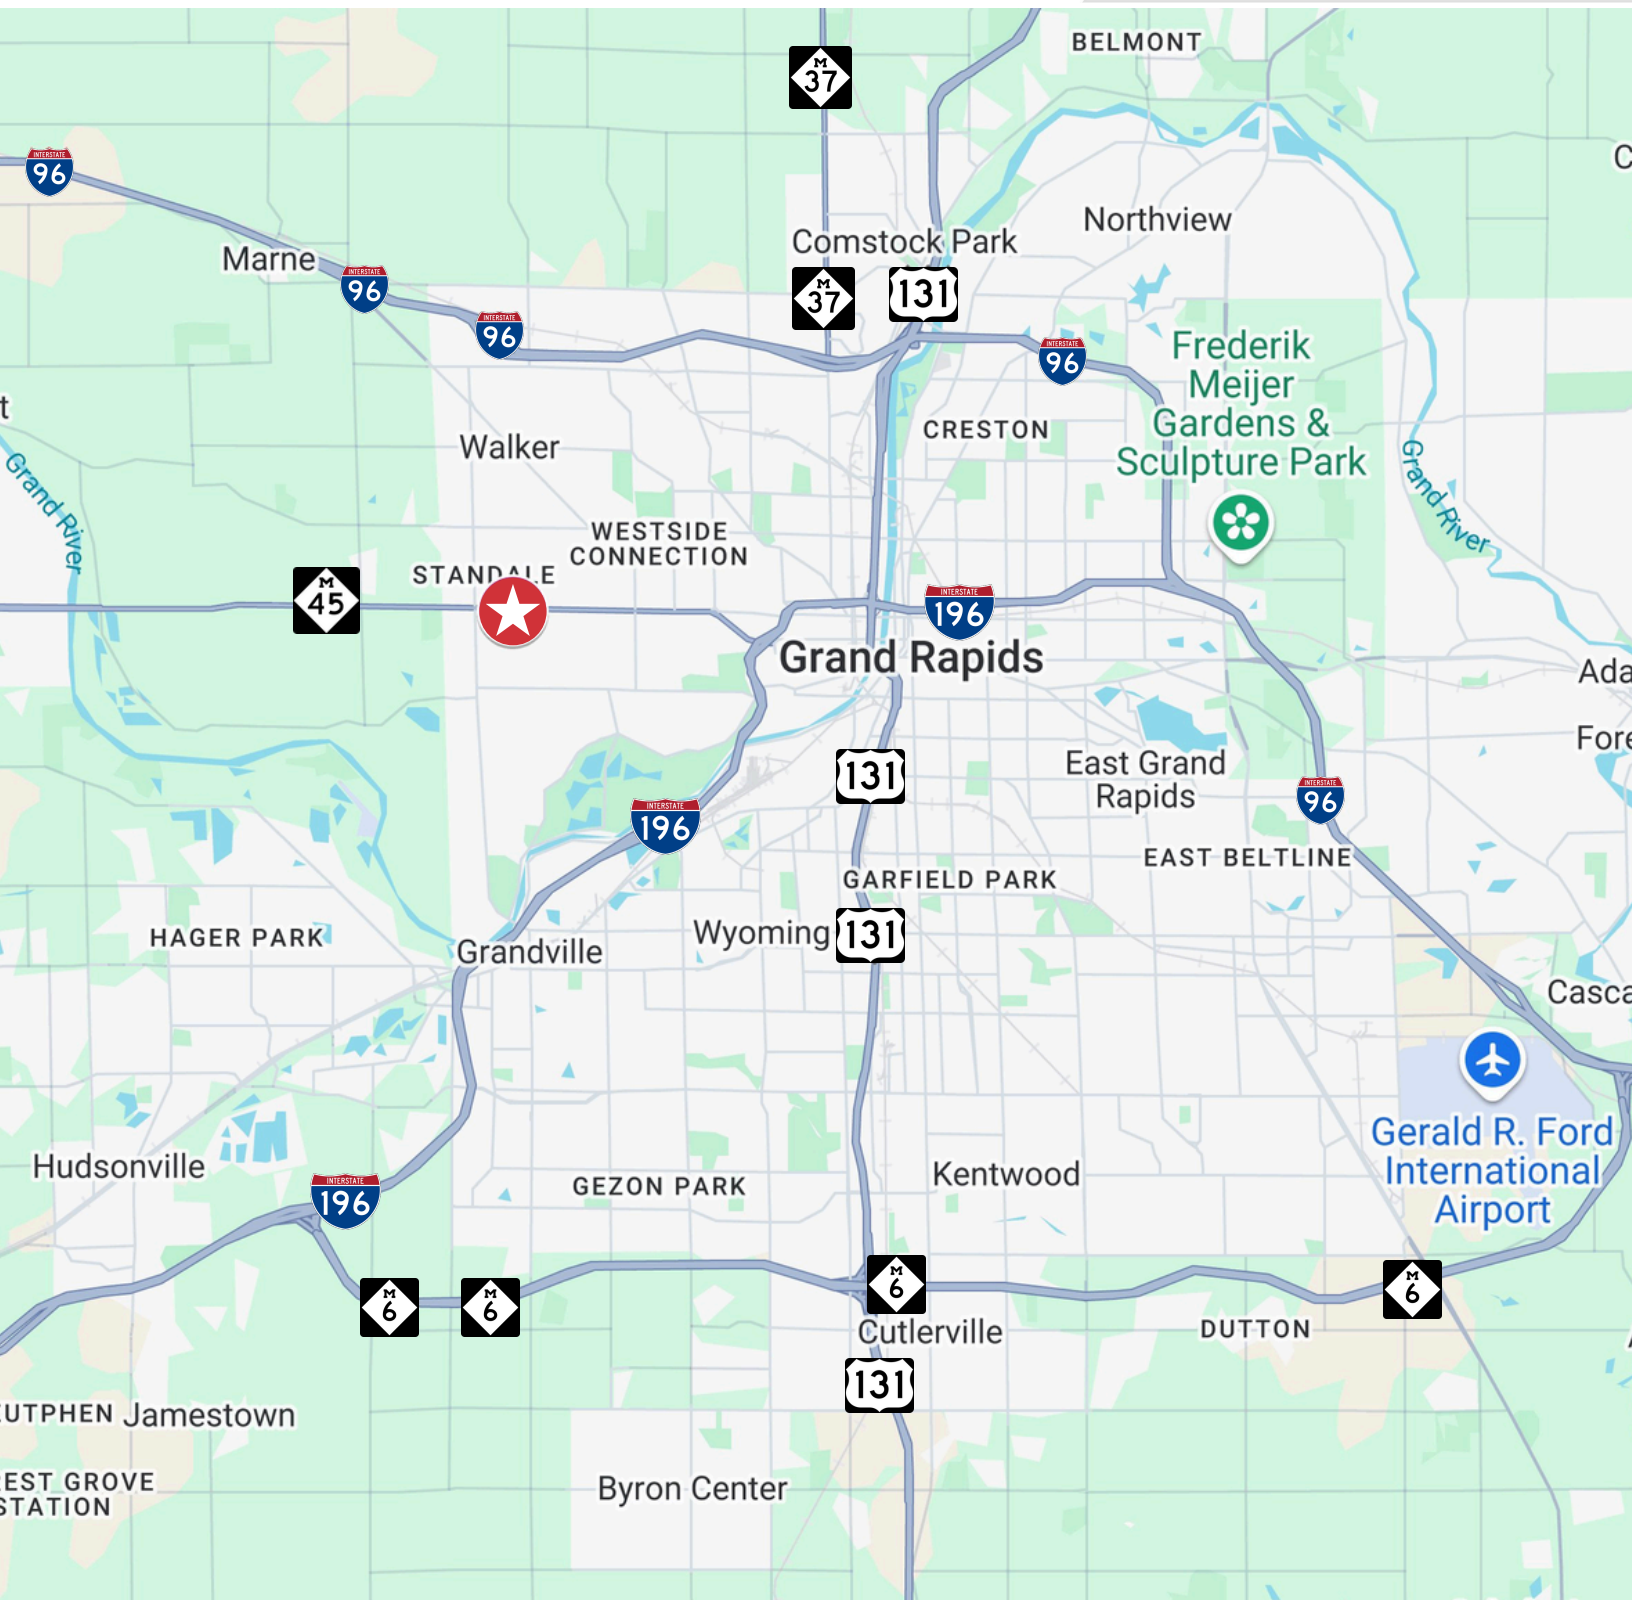 BELMONT
M
37
INTERSTATE
96
Northview
Comstock Park
Marne
INTERSTATE
96
M
37
131
INTERSTATE
96
INTERSTATE
96
Frederik
Meijer
Gardens &
Sculpture Park
CRESTON
Walker
Grand River
Grand River
WESTSIDE
CONNECTION
STANDALE
M
45
INTERSTATE
196
Grand Rapids
Ada
Fore
131
East Grand
Rapids
INTERSTATE
96
INTERSTATE
196
EAST BELTLINE
GARFIELD PARK
HAGER PARK
Wyoming
131
Grandville
Casca
Gerald R. Ford
International
Airport
Hudsonville
Kentwood
GEZON PARK
INTERSTATE
196
M
6
M
6
M
6
M
6
Cutlerville
DUTTON
131
EUTPHEN
Jamestown
REST GROVE
STATION
Byron Center